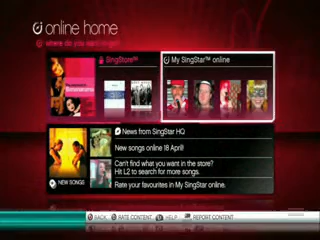 online home
where do you want to go?
SingStore™
My SingStar™ online
Bananarama
News from SingStar HQ
New songs online 18 April!
Can't find what you want in the store?
Hit L2 to search for more songs.
Rate your favourites in My SingStar online.
NEW SONGS
BACK
RATE CONTENT
HELP
REPORT CONTENT